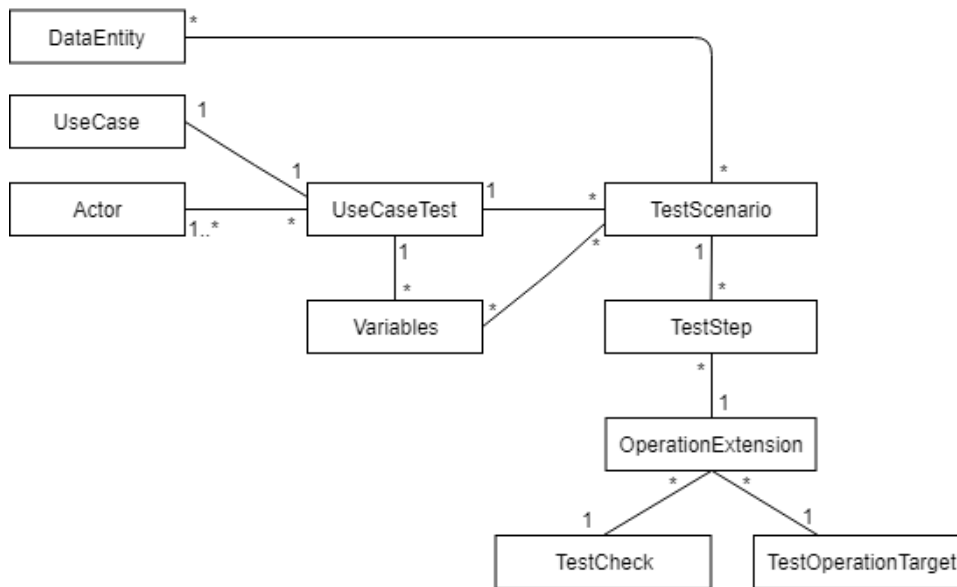 DataEntity
*
UseCase
1
1
Actor
1..*
*
UseCaseTest
1
*
*
TestScenario
*
1
*
Variables
*
1
*
TestStep
*
1
OperationExtension
*
*
1
1
TestCheck
TestOperationTarget